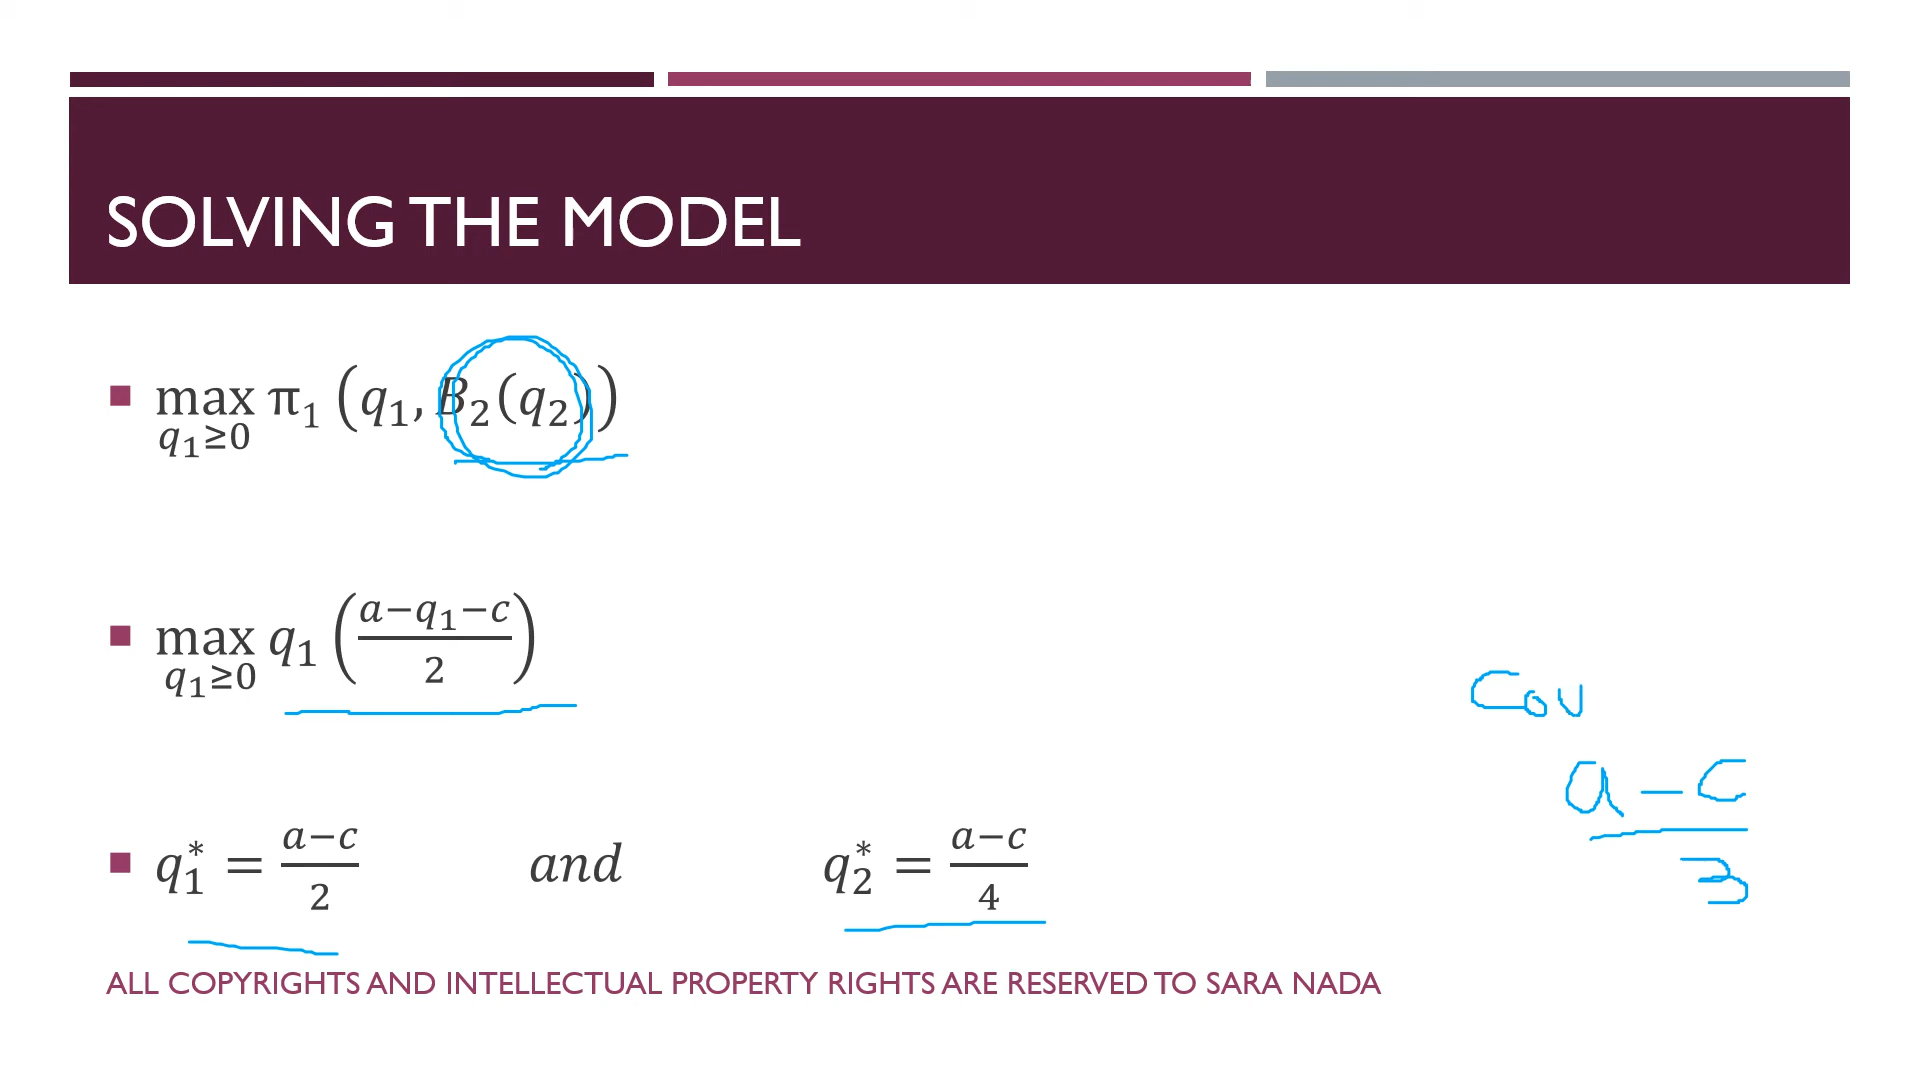 SOLVING THE MODEL
max π₁ (q₁, B₂(q₂))
q₁≥0
max q₁ ((a−q₁−c)/2)
q₁≥0
Cou
a − c
3
q₁* = (a−c)/2 and q₂* = (a−c)/4
ALL COPYRIGHTS AND INTELLECTUAL PROPERTY RIGHTS ARE RESERVED TO SARA NADA